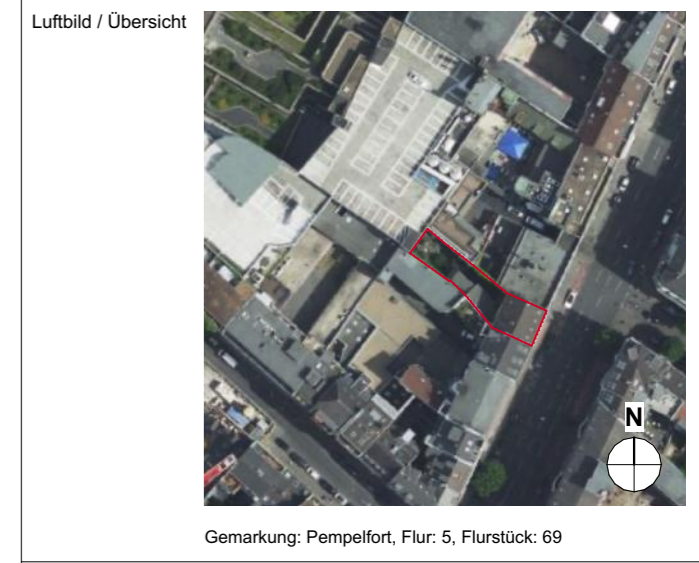 Luftbild / Übersicht
N
Gemarkung: Pempelfort, Flur: 5, Flurstück: 69